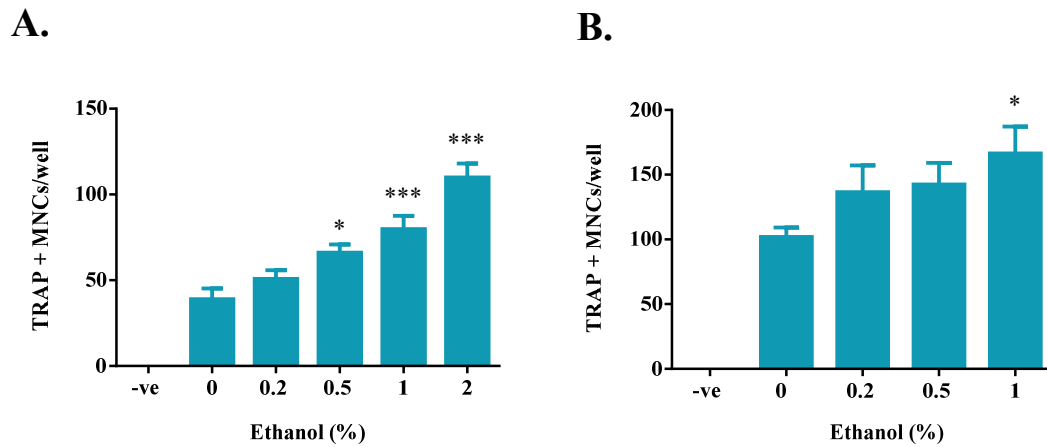 A.
TRAP + MNCs/well
150
100
50
0
*
***
***
-ve 0 0.2 0.5 1 2
Ethanol (%)
B.
TRAP + MNCs/well
200
150
100
50
0
*
-ve 0 0.2 0.5 1
Ethanol (%)